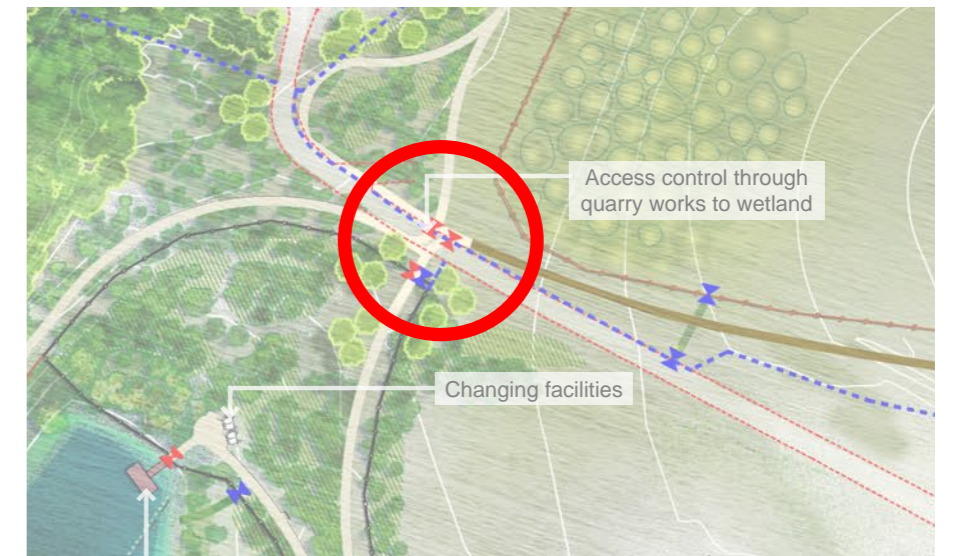 Access control through
quarry works to wetland
Changing facilities